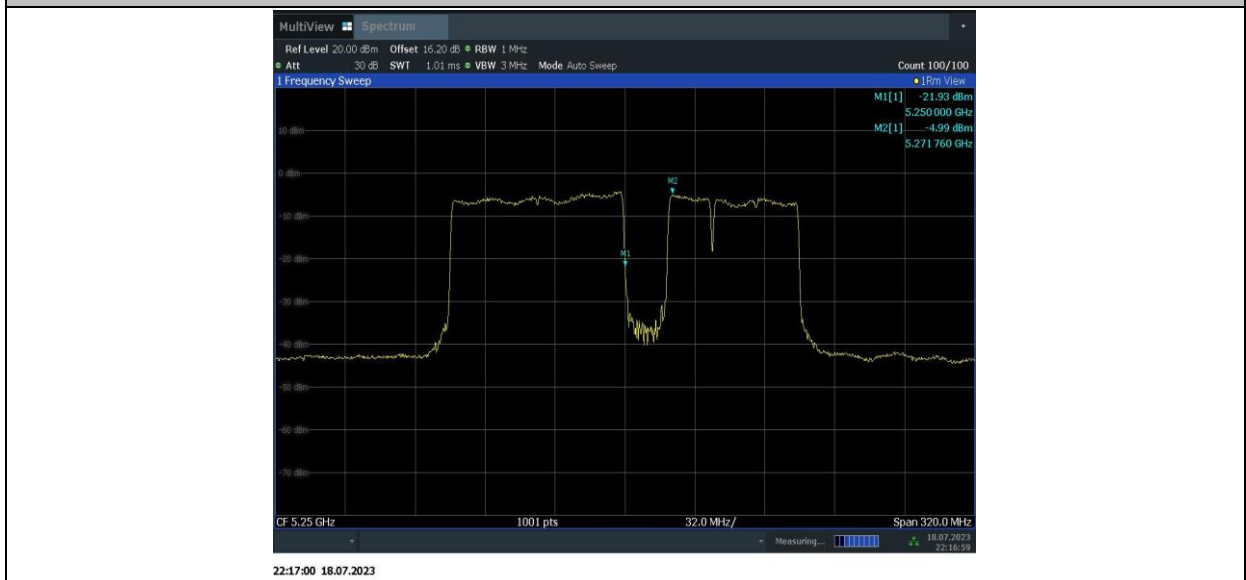 MultiView Spectrum
Ref Level 20.00 dBm Offset 16.20 dB RBW 1 MHz
Att 30 dB SWT 1.01 ms VBW 3 MHz Mode Auto Sweep Count 100/100
1 Frequency Sweep 1Rm View
M1[1] -21.93 dBm
5.250 000 GHz
10 dBm
M2[1] -4.99 dBm
5.271 760 GHz
0 dBm
M2
-10 dBm
M1
-20 dBm
-30 dBm
-40 dBm
-50 dBm
-60 dBm
-70 dBm
CF 5.25 GHz 1001 pts 32.0 MHz/ Span 320.0 MHz
Measuring... 18.07.2023
22:16:59
22:17:00 18.07.2023